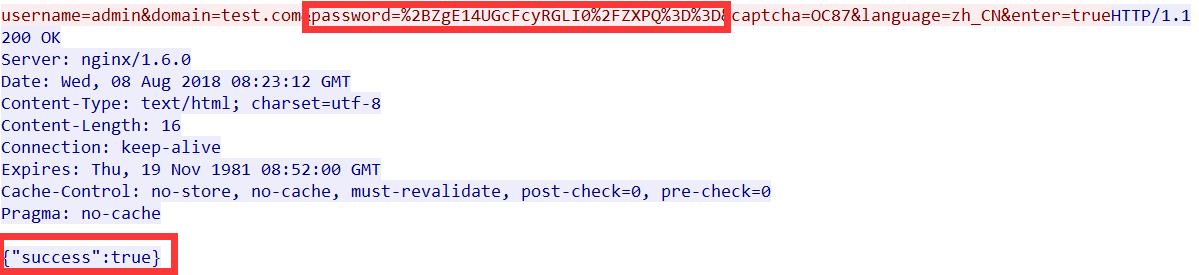 username=admin&domain=test.com&password=%2BZgE14UGcFcyRGLI0%2FZXPQ%3D%3D&captcha=OC87&language=zh_CN&enter=trueHTTP/1.1
200 OK
Server: nginx/1.6.0
Date: Wed, 08 Aug 2018 08:23:12 GMT
Content-Type: text/html; charset=utf-8
Content-Length: 16
Connection: keep-alive
Expires: Thu, 19 Nov 1981 08:52:00 GMT
Cache-Control: no-store, no-cache, must-revalidate, post-check=0, pre-check=0
Pragma: no-cache
{"success":true}